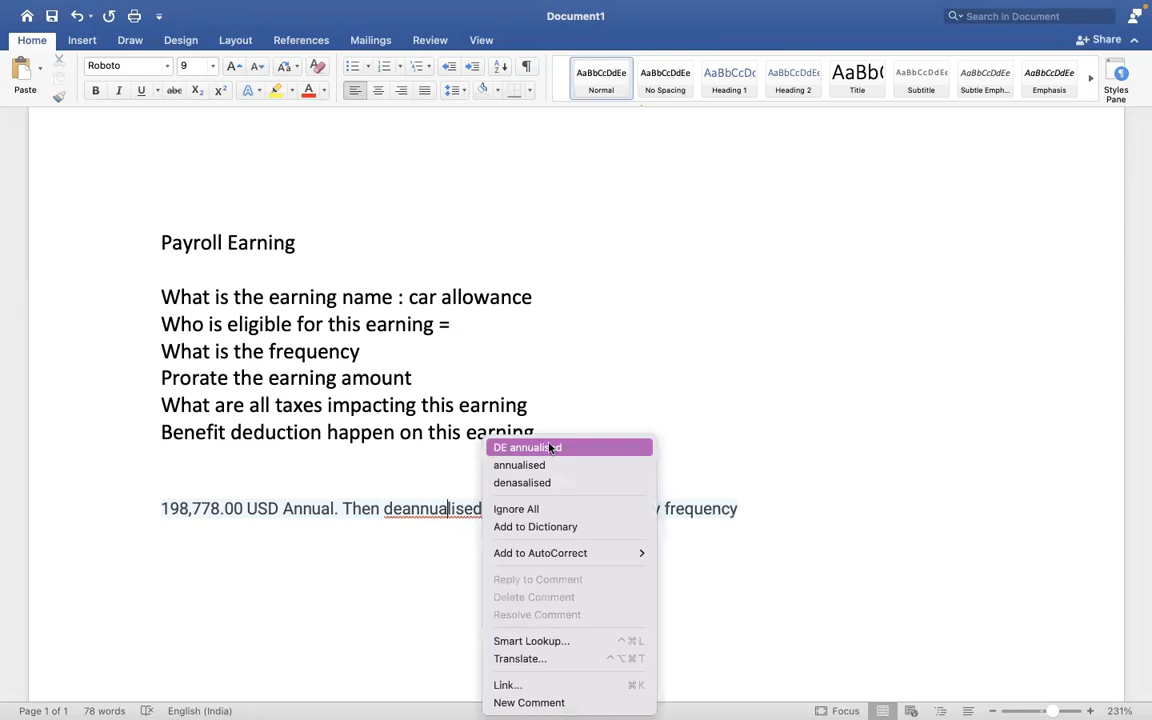 Document1
Search in Document
Home Insert Draw Design Layout References Mailings Review View
Share
Paste
Roboto 9
AaBbCcDdEe AaBbCcDdEe AaBbCcDc AaBbCcDdEe AaBb( AaBbCcDdEe AaBbCcDdEe AaBbCcDdEe
Normal No Spacing Heading 1 Heading 2 Title Subtitle Subtle Emph... Emphasis
Styles
Pane
Payroll Earning
What is the earning name : car allowance
Who is eligible for this earning =
What is the frequency
Prorate the earning amount
What are all taxes impacting this earning
Benefit deduction happen on this earning
198,778.00 USD Annual. Then deannualised frequency
DE annualised
annualised
denasalised
Ignore All
Add to Dictionary
Add to AutoCorrect
Reply to Comment
Delete Comment
Resolve Comment
Smart Lookup... ^⌘L
Translate... ^⌥⌘T
Link... ⌘K
New Comment
Page 1 of 1 78 words English (India) Focus 231%